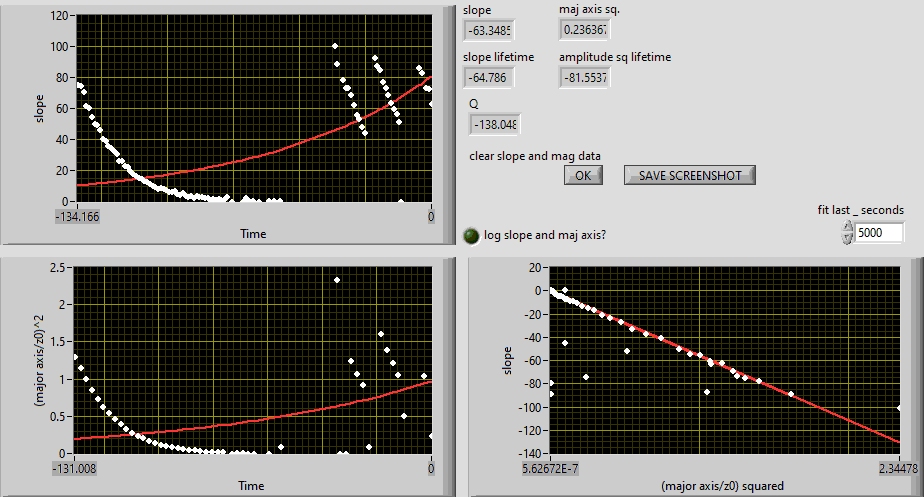 slope
maj axis sq.
-63.3485
0.236367
slope lifetime
amplitude sq lifetime
-64.786
-81.5537
Q
-138.048
clear slope and mag data
OK
SAVE SCREENSHOT
fit last _ seconds
log slope and maj axis?
5000
120
100
80
60
40
20
0
slope
-134.166
0
Time
2.5
2
1.5
1
0.5
0
(major axis/z0)^2
-131.008
0
Time
20
0
-20
-40
-60
-80
-100
-120
-140
slope
5.62672E-7
2.34478
(major axis/z0) squared